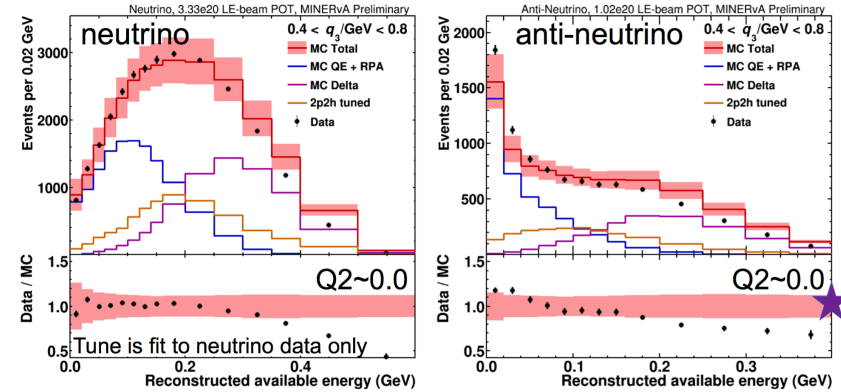 Neutrino, 3.33e20 LE-beam POT, MINERvA Preliminary
neutrino
0.4 < q3/GeV < 0.8
MC Total
MC QE + RPA
MC Delta
2p2h tuned
Data
Events per 0.02 GeV
3000
2000
1000
Q2~0.0
Tune is fit to neutrino data only
Data / MC
1.5
1.0
0.5
0.0
0.2
0.4
Reconstructed available energy (GeV)
Anti-Neutrino, 1.02e20 LE-beam POT, MINERvA Preliminary
anti-neutrino
0.4 < q3/GeV < 0.8
MC Total
MC QE + RPA
MC Delta
2p2h tuned
Data
Events per 0.02 GeV
2000
1500
1000
500
Q2~0.0
Data / MC
1.5
1.0
0.5
0.0
0.1
0.2
0.3
Reconstructed available energy (GeV)